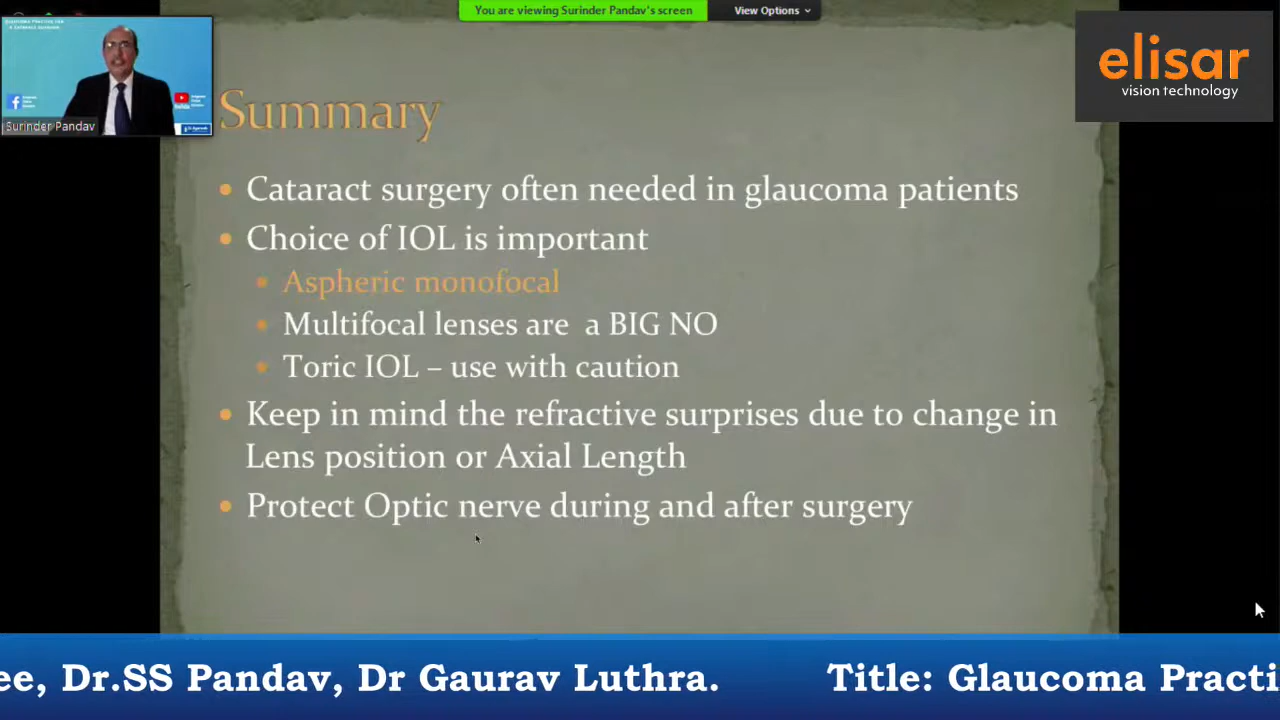 You are viewing Surinder Pandav's screen
View Options
elisar
vision technology
Surinder Pandav
Summary
Cataract surgery often needed in glaucoma patients
Choice of IOL is important
Aspheric monofocal
Multifocal lenses are a BIG NO
Toric IOL – use with caution
Keep in mind the refractive surprises due to change in
Lens position or Axial Length
Protect Optic nerve during and after surgery
ee, Dr.SS Pandav, Dr Gaurav Luthra. Title: Glaucoma Practi